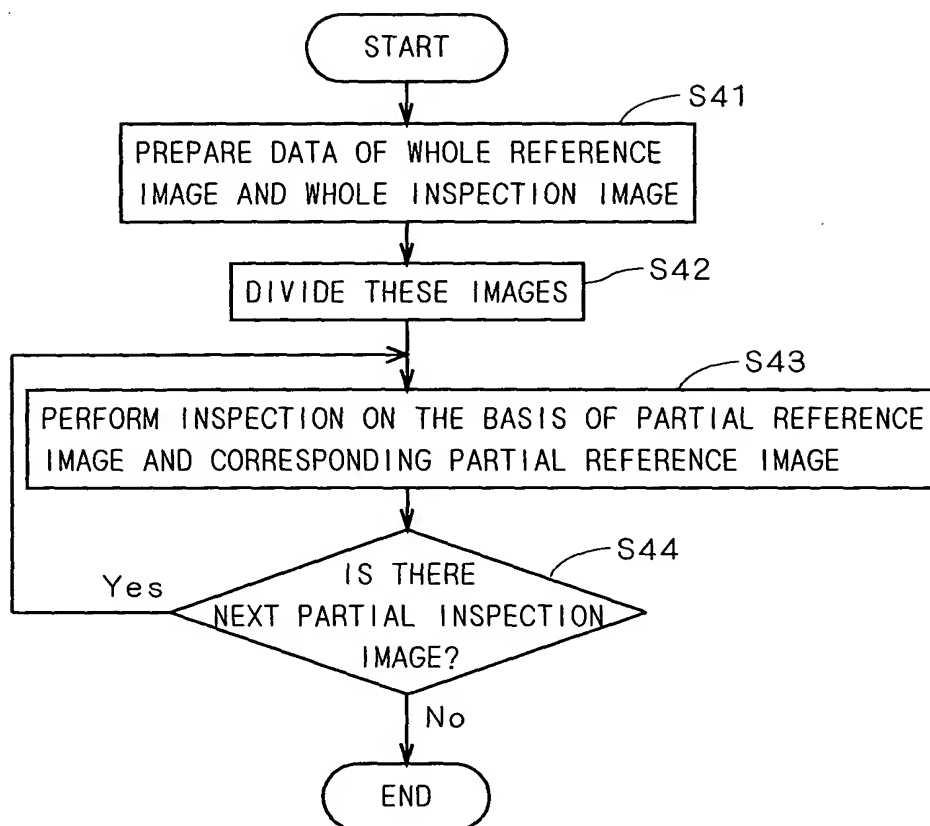 START
S41
PREPARE DATA OF WHOLE REFERENCE
IMAGE AND WHOLE INSPECTION IMAGE
S42
DIVIDE THESE IMAGES
S43
PERFORM INSPECTION ON THE BASIS OF PARTIAL REFERENCE
IMAGE AND CORRESPONDING PARTIAL REFERENCE IMAGE
S44
IS THERE
Yes
NEXT PARTIAL INSPECTION
IMAGE?
No
END